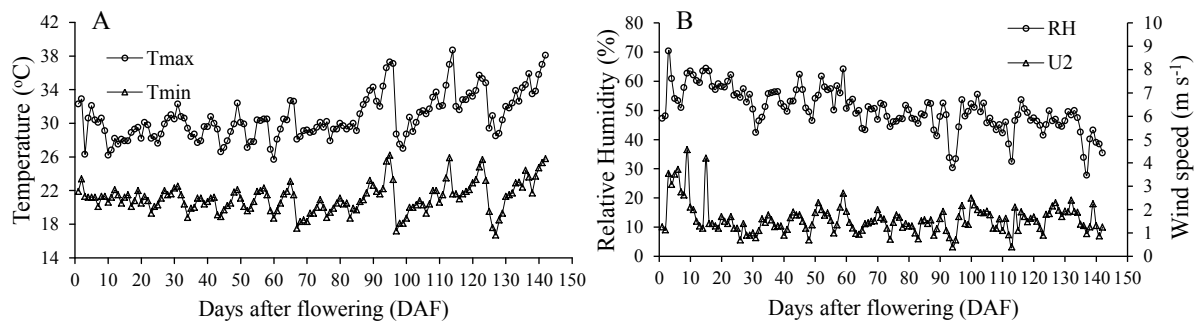 A
Temperature (ºC)
42
38
34
30
26
22
18
14
Tmax
Tmin
0 10 20 30 40 50 60 70 80 90 100 110 120 130 140 150
Days after flowering (DAF)
B
Relative Humidity (%)
80
70
60
50
40
30
20
10
0
RH
U2
10
9
8
7
6
5
4
3
2
1
0
Wind speed (m s⁻¹)
0 10 20 30 40 50 60 70 80 90 100 110 120 130 140 150
Days after flowering (DAF)